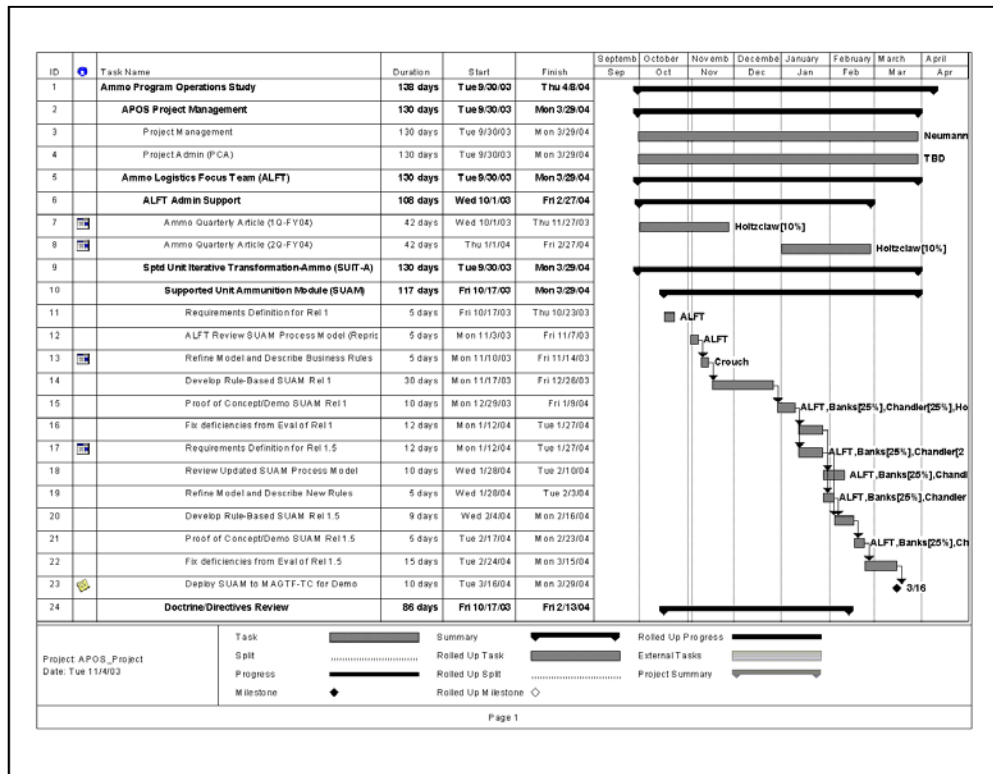 Septemb October Novemb Decembe January February March April
ID Task Name Duration Start Finish Sep Oct Nov Dec Jan Feb Mar Apr
1 Ammo Program Operations Study 138 days Tue 9/30/03 Thu 4/8/04
2 APOS Project Management 130 days Tue 9/30/03 Mon 3/29/04
3 Project Management 130 days Tue 9/30/03 Mon 3/29/04 Neumann
4 Project Admin (PCA) 130 days Tue 9/30/03 Mon 3/29/04 TBD
5 Ammo Logistics Focus Team (ALFT) 130 days Tue 9/30/03 Mon 3/29/04
6 ALFT Admin Support 108 days Wed 10/1/03 Fri 2/27/04
7 Ammo Quarterly Article (1Q-FY04) 42 days Wed 10/1/03 Thu 11/27/03 Holtzclaw[10%]
8 Ammo Quarterly Article (2Q-FY04) 42 days Thu 1/1/04 Fri 2/27/04 Holtzclaw[10%]
9 Sptd Unit Iterative Transformation-Ammo (SUIT-A) 130 days Tue 9/30/03 Mon 3/29/04
10 Supported Unit Ammunition Module (SUAM) 117 days Fri 10/17/03 Mon 3/29/04
11 Requirements Definition for Rel 1 5 days Fri 10/17/03 Thu 10/23/03 ALFT
12 ALFT Review SUAM Process Model (Repris 5 days Mon 11/3/03 Fri 11/7/03 ALFT
13 Refine Model and Describe Business Rules 5 days Mon 11/10/03 Fri 11/14/03 Crouch
14 Develop Rule-Based SUAM Rel 1 30 days Mon 11/17/03 Fri 12/26/03
15 Proof of Concept/Demo SUAM Rel 1 10 days Mon 12/29/03 Fri 1/9/04 ALFT,Banks[25%],Chandler[25%],Ho
16 Fix deficiencies from Eval of Rel 1 12 days Mon 1/12/04 Tue 1/27/04
17 Requirements Definition for Rel 1.5 12 days Mon 1/12/04 Tue 1/27/04 ALFT,Banks[25%],Chandler[2
18 Review Updated SUAM Process Model 10 days Wed 1/28/04 Tue 2/10/04 ALFT,Banks[25%],Chandl
19 Refine Model and Describe New Rules 5 days Wed 1/28/04 Tue 2/3/04 ALFT,Banks[25%],Chandler
20 Develop Rule-Based SUAM Rel 1.5 9 days Wed 2/4/04 Mon 2/16/04
21 Proof of Concept/Demo SUAM Rel 1.5 5 days Tue 2/17/04 Mon 2/23/04 ALFT,Banks[25%],Ch
22 Fix deficiencies from Eval of Rel 1.5 15 days Tue 2/24/04 Mon 3/15/04
23 Deploy SUAM to MAGTF-TC for Demo 10 days Tue 3/16/04 Mon 3/29/04 3/16
24 Doctrine/Directives Review 86 days Fri 10/17/03 Fri 2/13/04
Task Summary Rolled Up Progress
Project: APOS_Project Split Rolled Up Task External Tasks
Date: Tue 11/4/03 Progress Rolled Up Split Project Summary
Milestone Rolled Up Milestone
Page 1